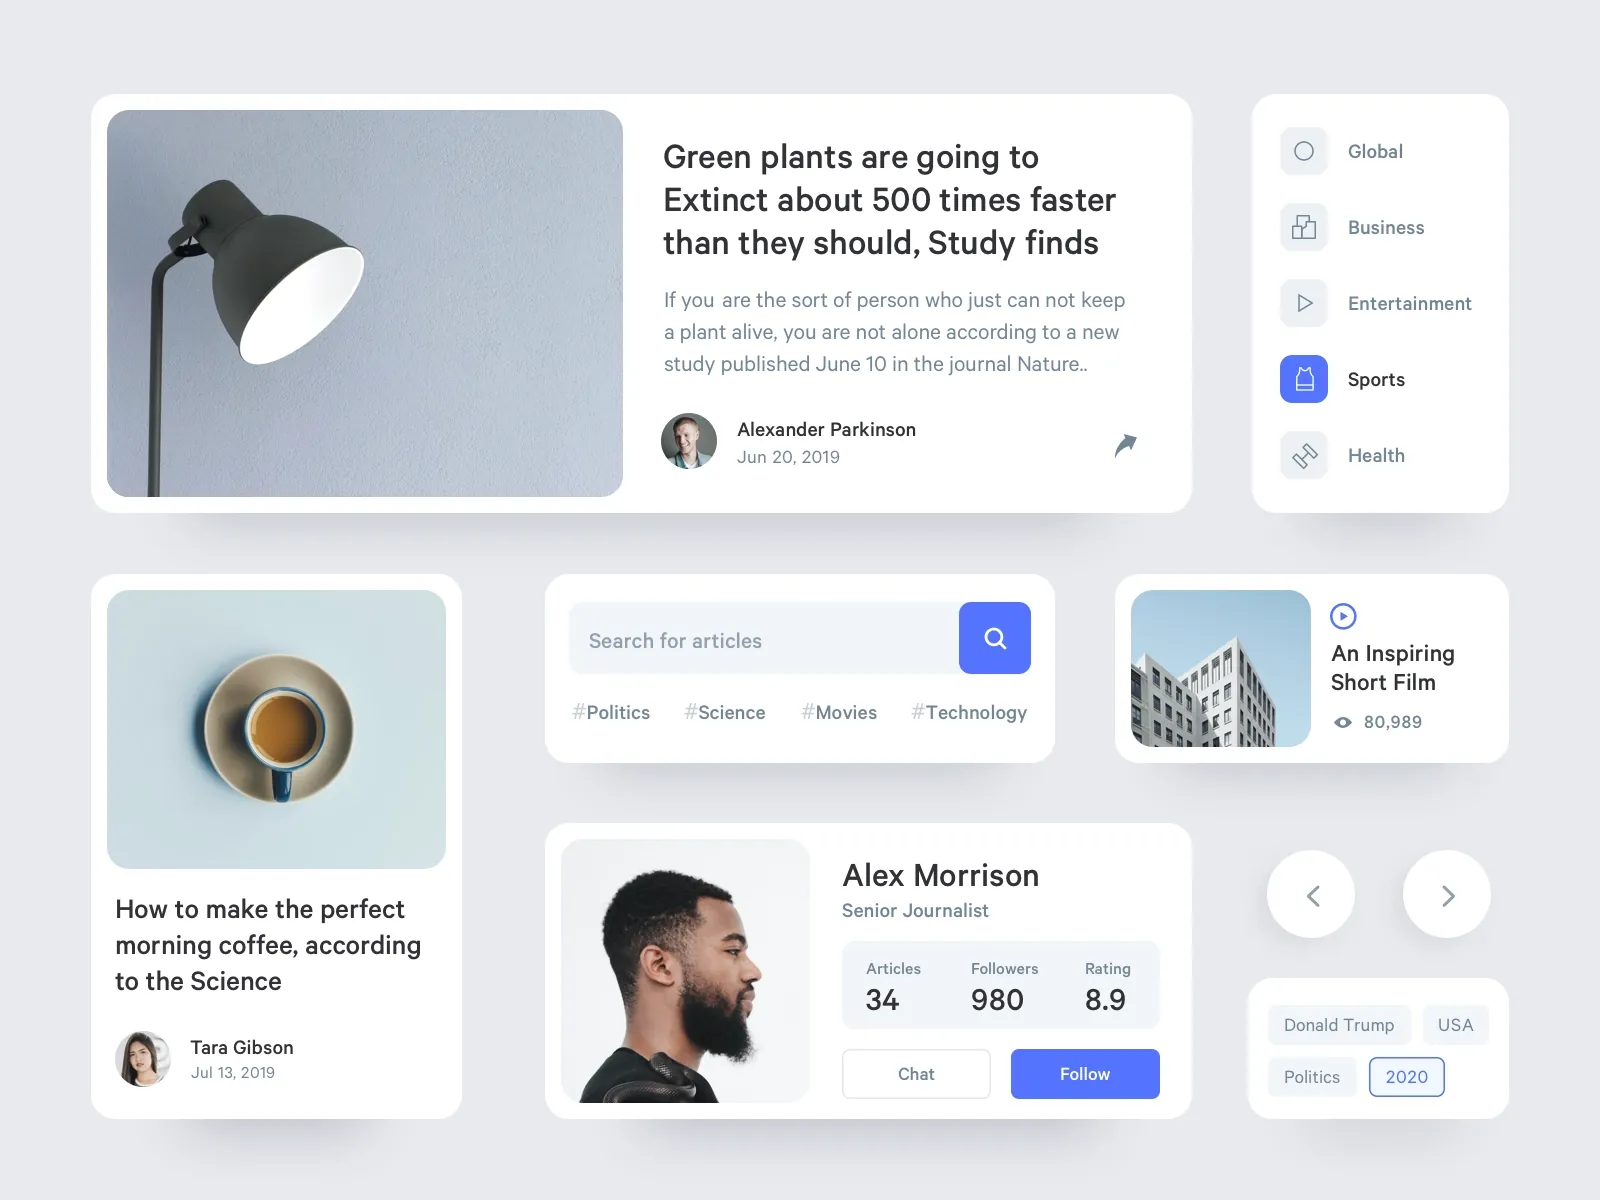 Green plants are going to
Extinct about 500 times faster
than they should, Study finds
If you are the sort of person who just can not keep
a plant alive, you are not alone according to a new
study published June 10 in the journal Nature..
Alexander Parkinson
Jun 20, 2019
Global
Business
Entertainment
Sports
Health
How to make the perfect
morning coffee, according
to the Science
Tara Gibson
Jul 13, 2019
Search for articles
#Politics #Science #Movies #Technology
An Inspiring
Short Film
80,989
Alex Morrison
Senior Journalist
Articles Followers Rating
34 980 8.9
Chat Follow
Donald Trump USA
Politics 2020